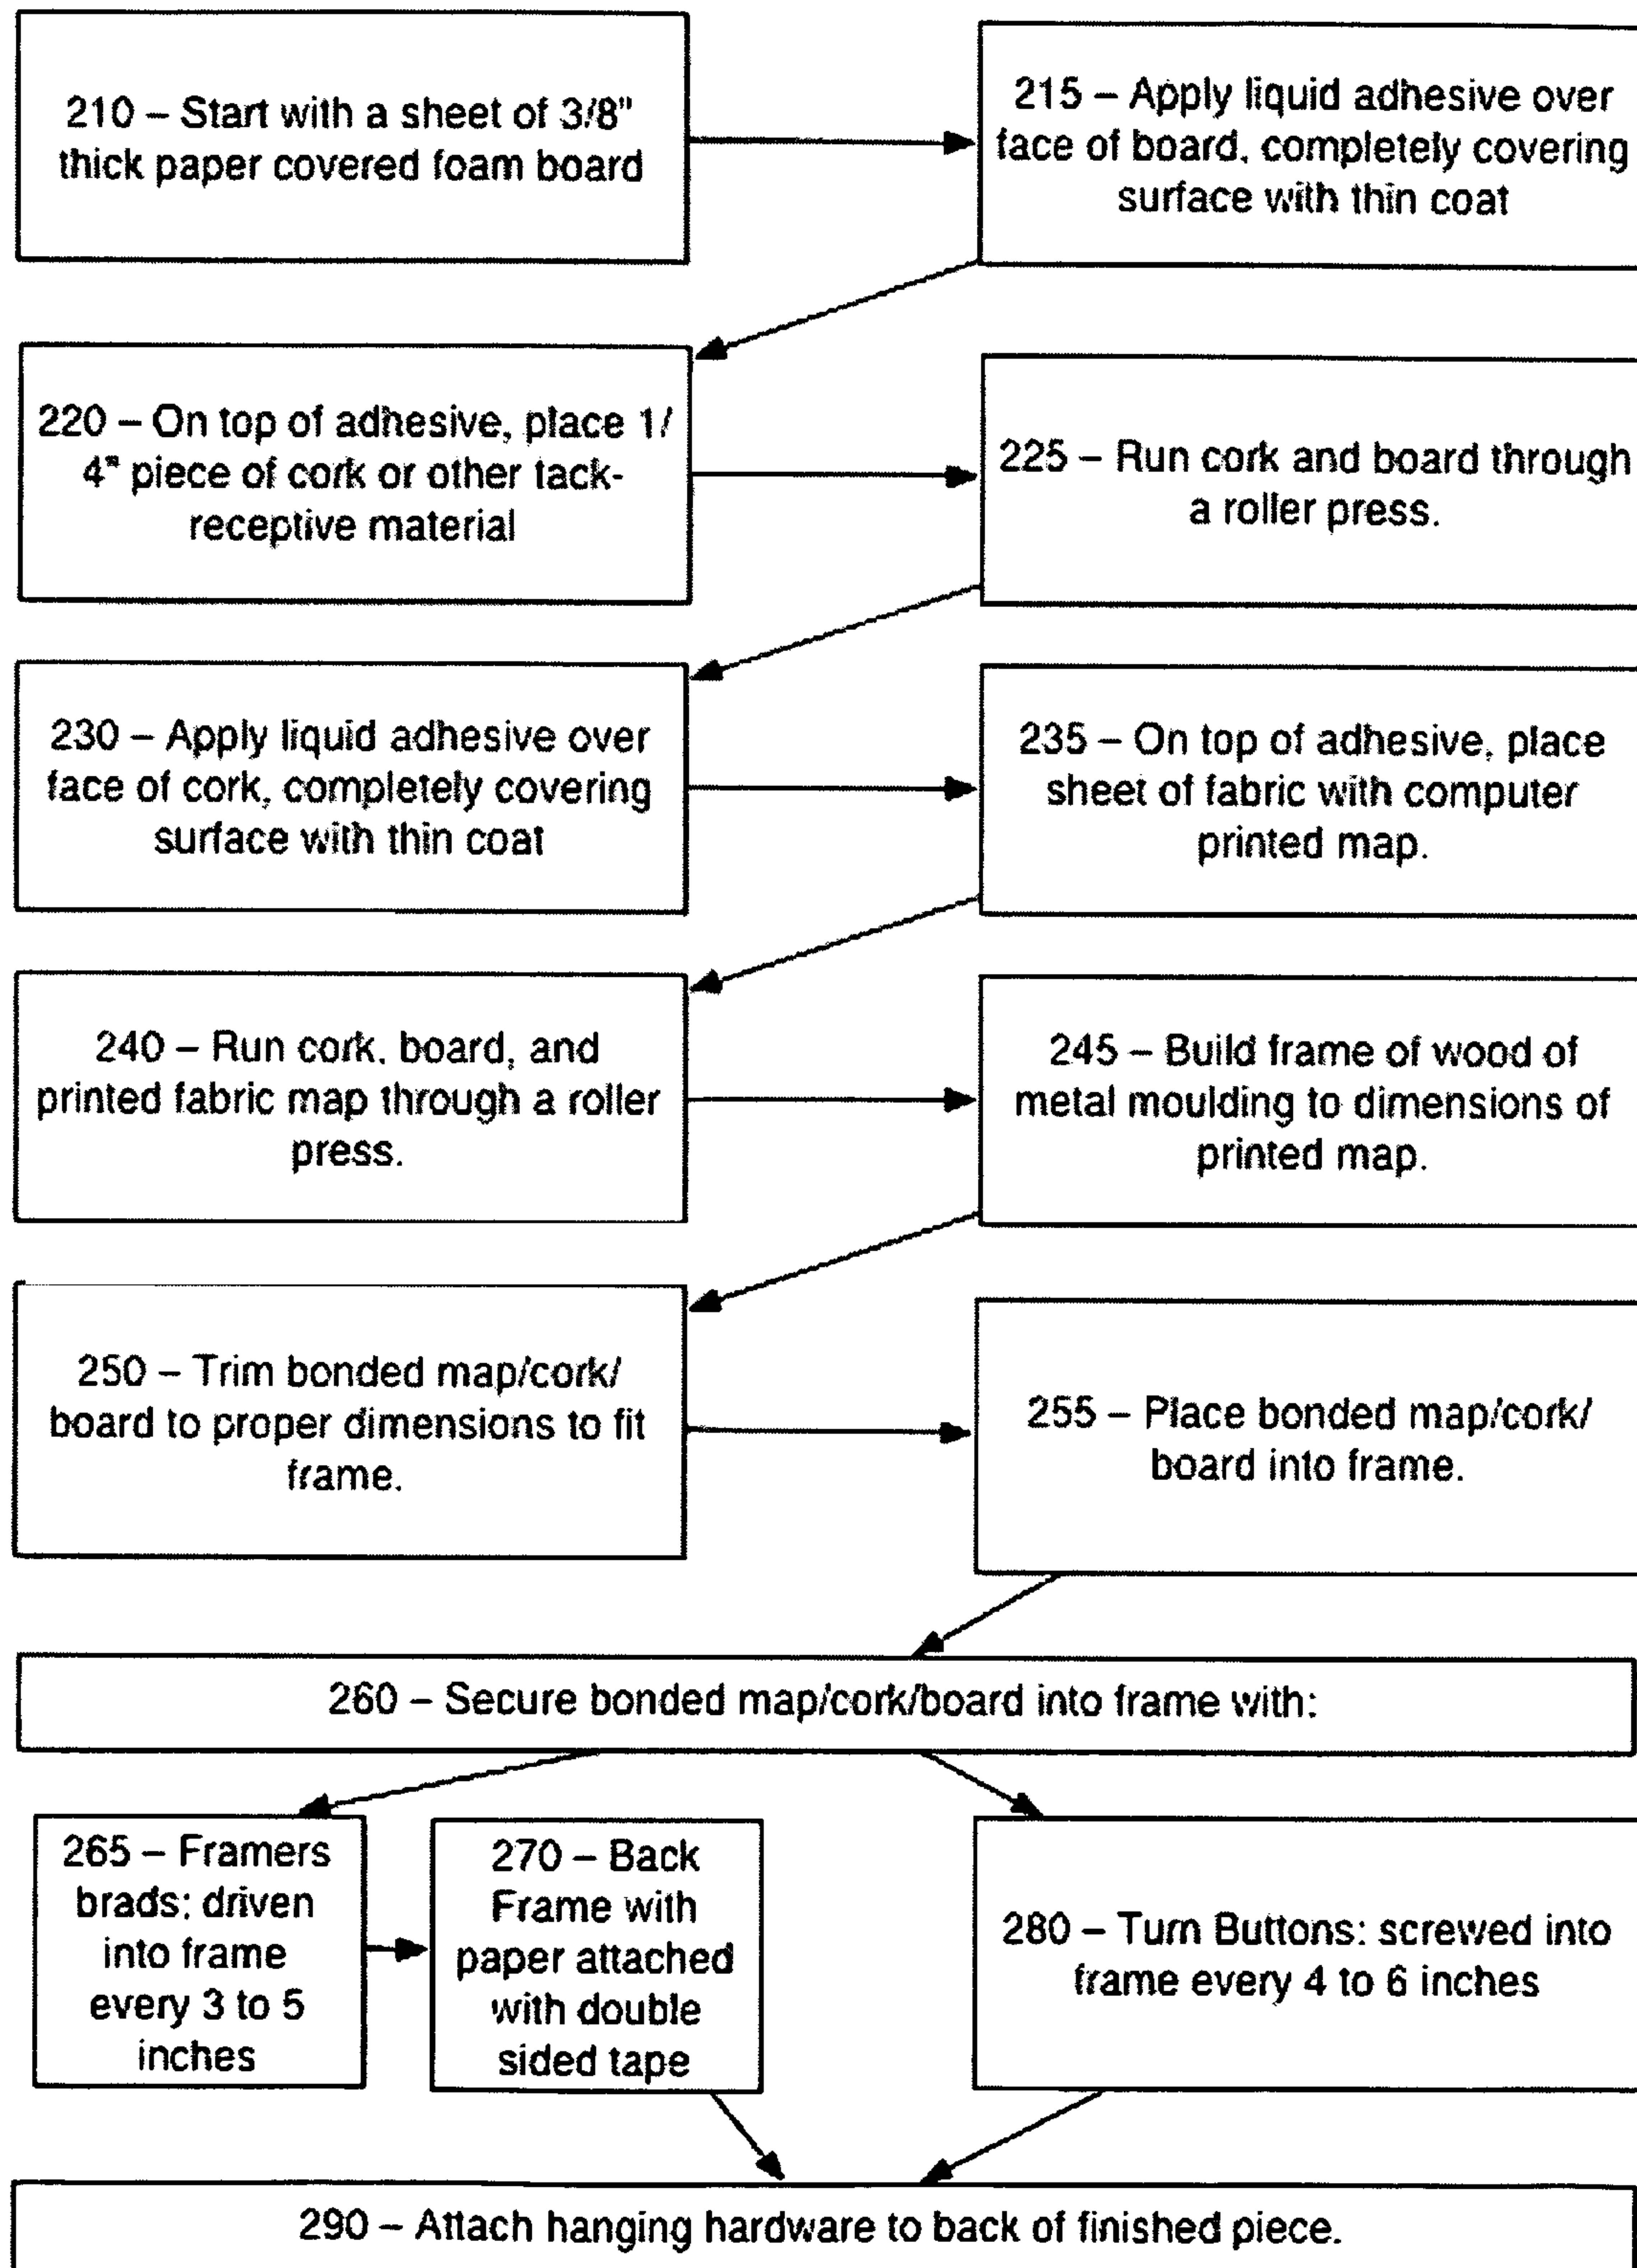 210 – Start with a sheet of 3/8"
thick paper covered foam board
215 – Apply liquid adhesive over
face of board, completely covering
surface with thin coat
220 – On top of adhesive, place 1/
4" piece of cork or other tack-
receptive material
225 – Run cork and board through
a roller press.
230 – Apply liquid adhesive over
face of cork, completely covering
surface with thin coat
235 – On top of adhesive, place
sheet of fabric with computer
printed map.
240 – Run cork, board, and
printed fabric map through a roller
press.
245 – Build frame of wood of
metal moulding to dimensions of
printed map.
250 – Trim bonded map/cork/
board to proper dimensions to fit
frame.
255 – Place bonded map/cork/
board into frame.
260 – Secure bonded map/cork/board into frame with:
265 – Framers
brads: driven
into frame
every 3 to 5
inches
270 – Back
Frame with
paper attached
with double
sided tape
280 – Turn Buttons: screwed into
frame every 4 to 6 inches
290 – Attach hanging hardware to back of finished piece.